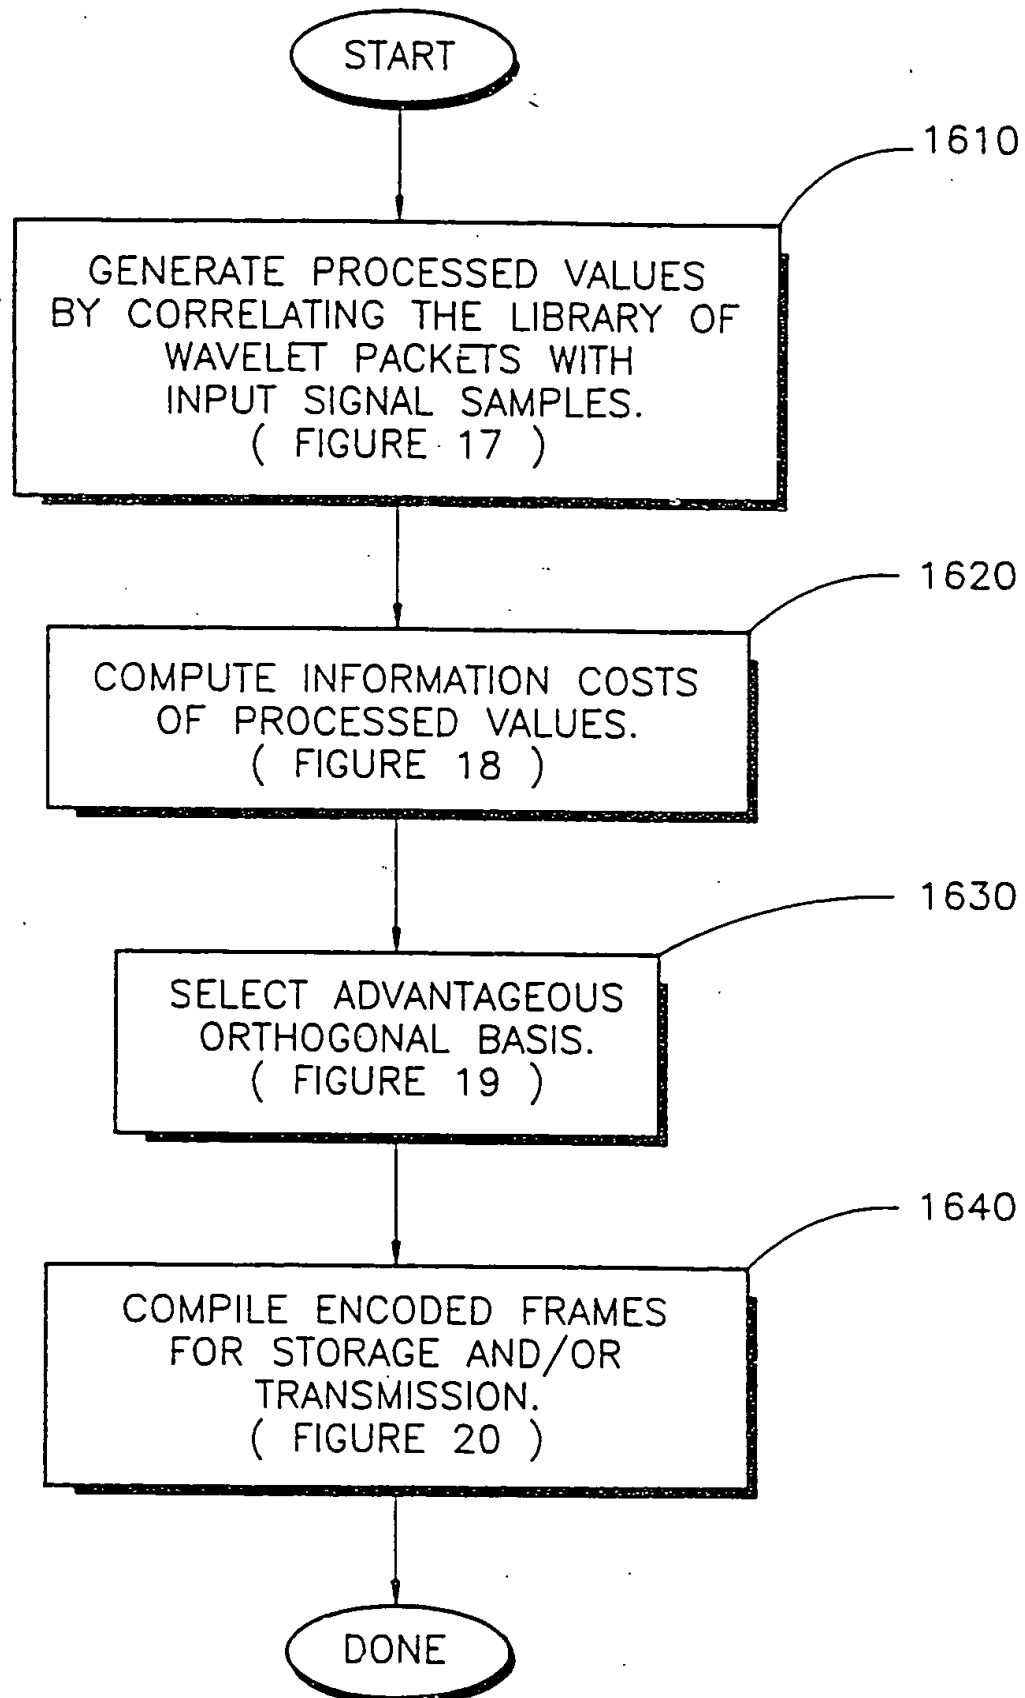 START
1610
GENERATE PROCESSED VALUES
BY CORRELATING THE LIBRARY OF
WAVELET PACKETS WITH
INPUT SIGNAL SAMPLES.
( FIGURE 17 )
1620
COMPUTE INFORMATION COSTS
OF PROCESSED VALUES.
( FIGURE 18 )
1630
SELECT ADVANTAGEOUS
ORTHOGONAL BASIS.
( FIGURE 19 )
1640
COMPILE ENCODED FRAMES
FOR STORAGE AND/OR
TRANSMISSION.
( FIGURE 20 )
DONE